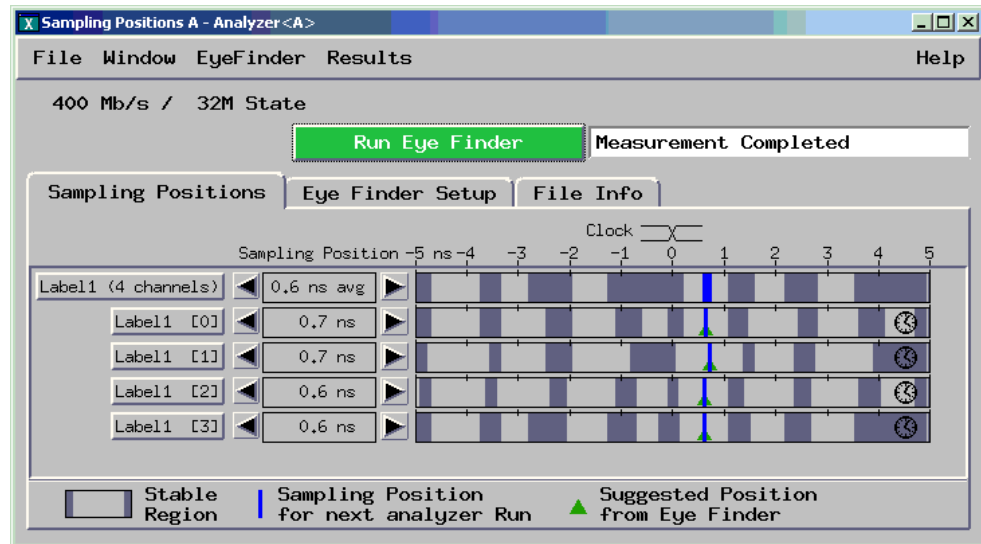 X Sampling Positions A - Analyzer<A>
File Window EyeFinder Results Help
400 Mb/s / 32M State
Run Eye Finder Measurement Completed
Sampling Positions Eye Finder Setup File Info
Clock
Sampling Position -5 ns -4 -3 -2 -1 0 1 2 3 4 5
Label1 (4 channels) 0.6 ns avg
Label1 [0] 0.7 ns
Label1 [1] 0.7 ns
Label1 [2] 0.6 ns
Label1 [3] 0.6 ns
Stable Sampling Position Suggested Position
Region for next analyzer Run from Eye Finder